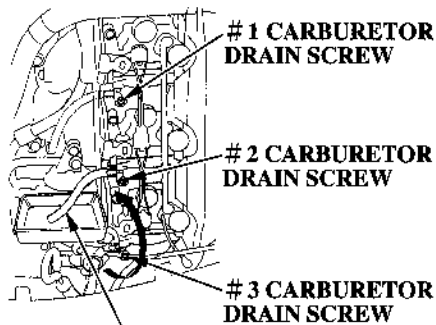 #1 CARBURETOR
DRAIN SCREW
#2 CARBURETOR
DRAIN SCREW
#3 CARBURETOR
DRAIN SCREW